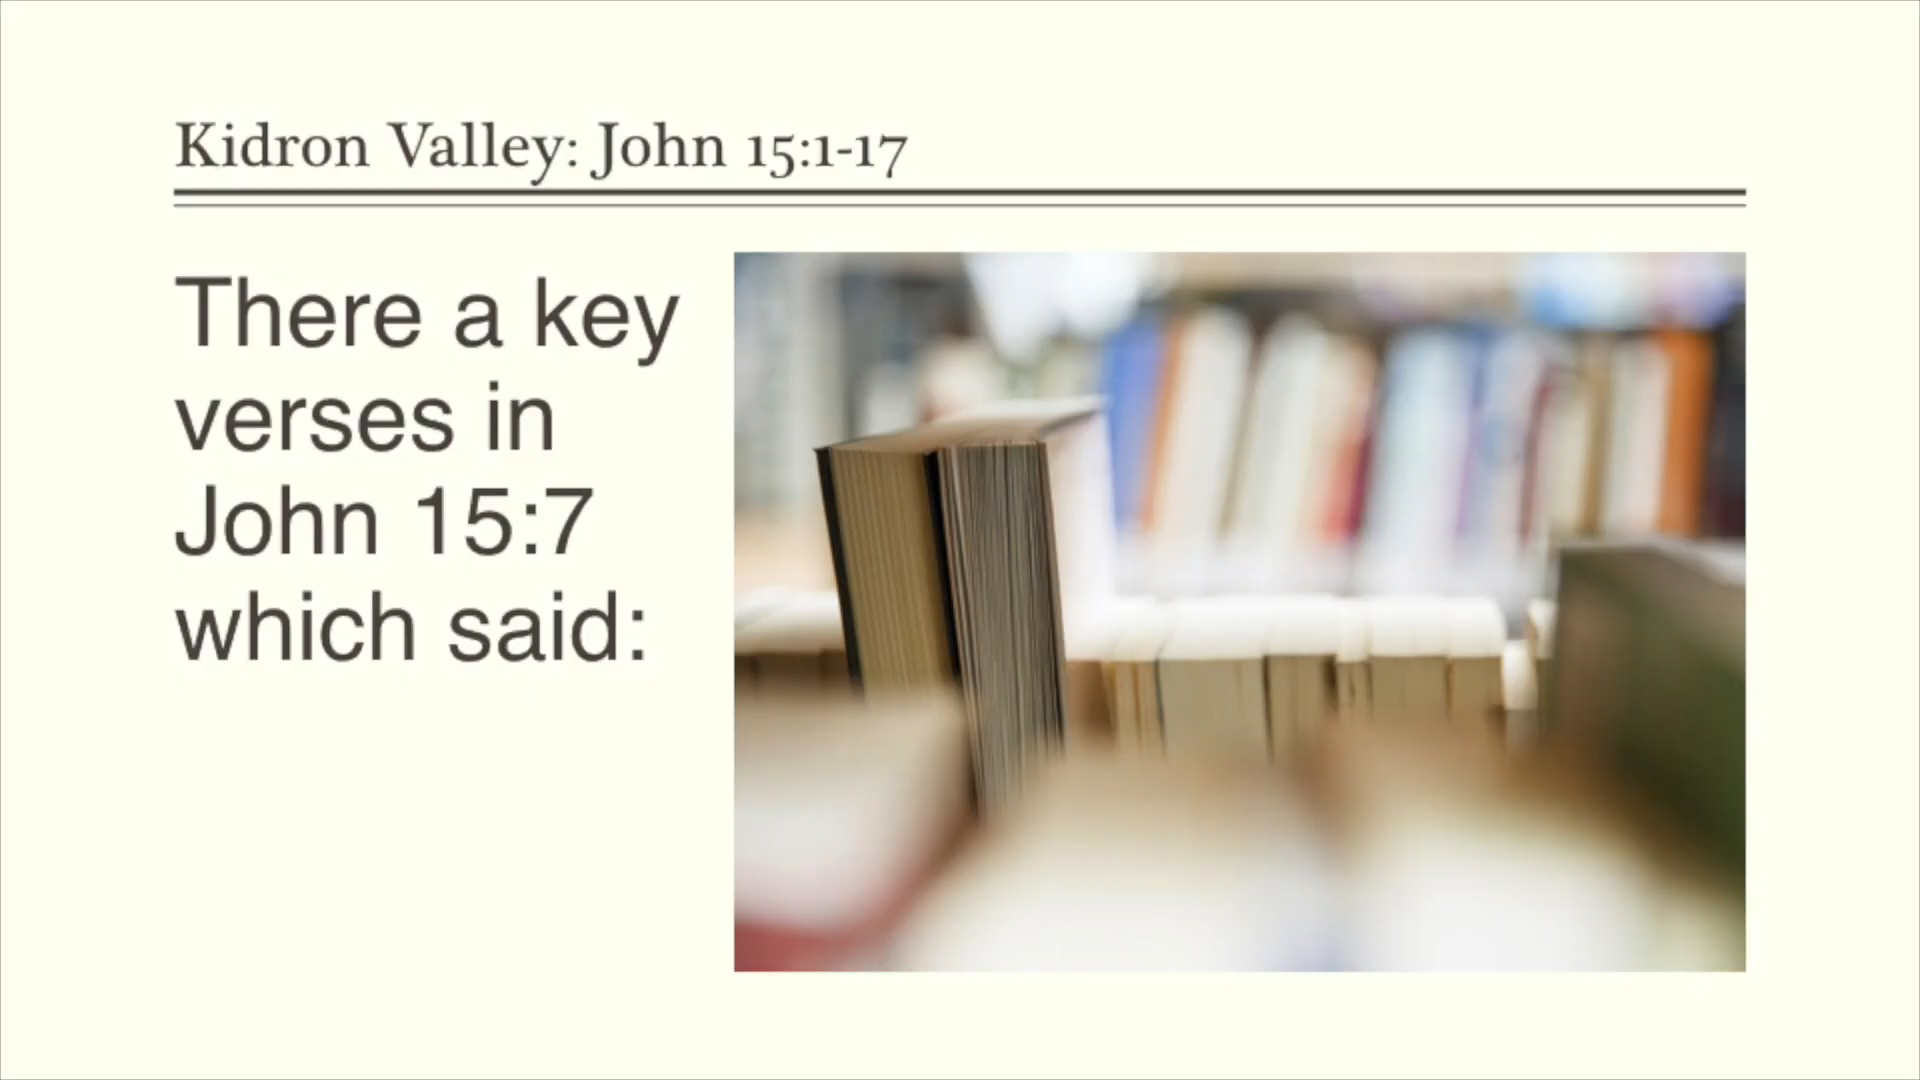 Kidron Valley: John 15:1-17
There a key
verses in
John 15:7
which said: